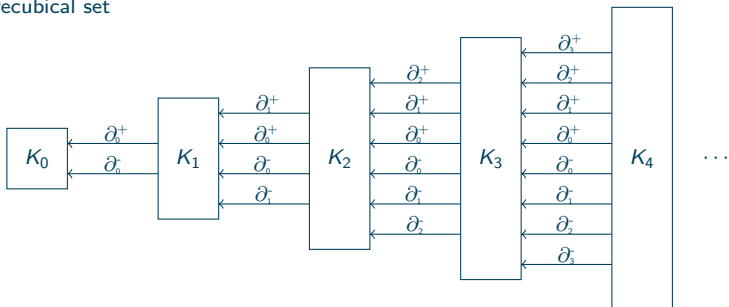 recubical set
∂₃⁺
∂₂⁺ ∂₂⁺
∂₁⁺ ∂₁⁺ ∂₁⁺
∂₀⁺ ∂₀⁺ ∂₀⁺ ∂₀⁺
K₀ K₁ K₂ K₃ K₄ ⋯
∂₀⁻ ∂₀⁻ ∂₀⁻ ∂₀⁻
∂₁⁻ ∂₁⁻ ∂₁⁻
∂₂⁻ ∂₂⁻
∂₃⁻